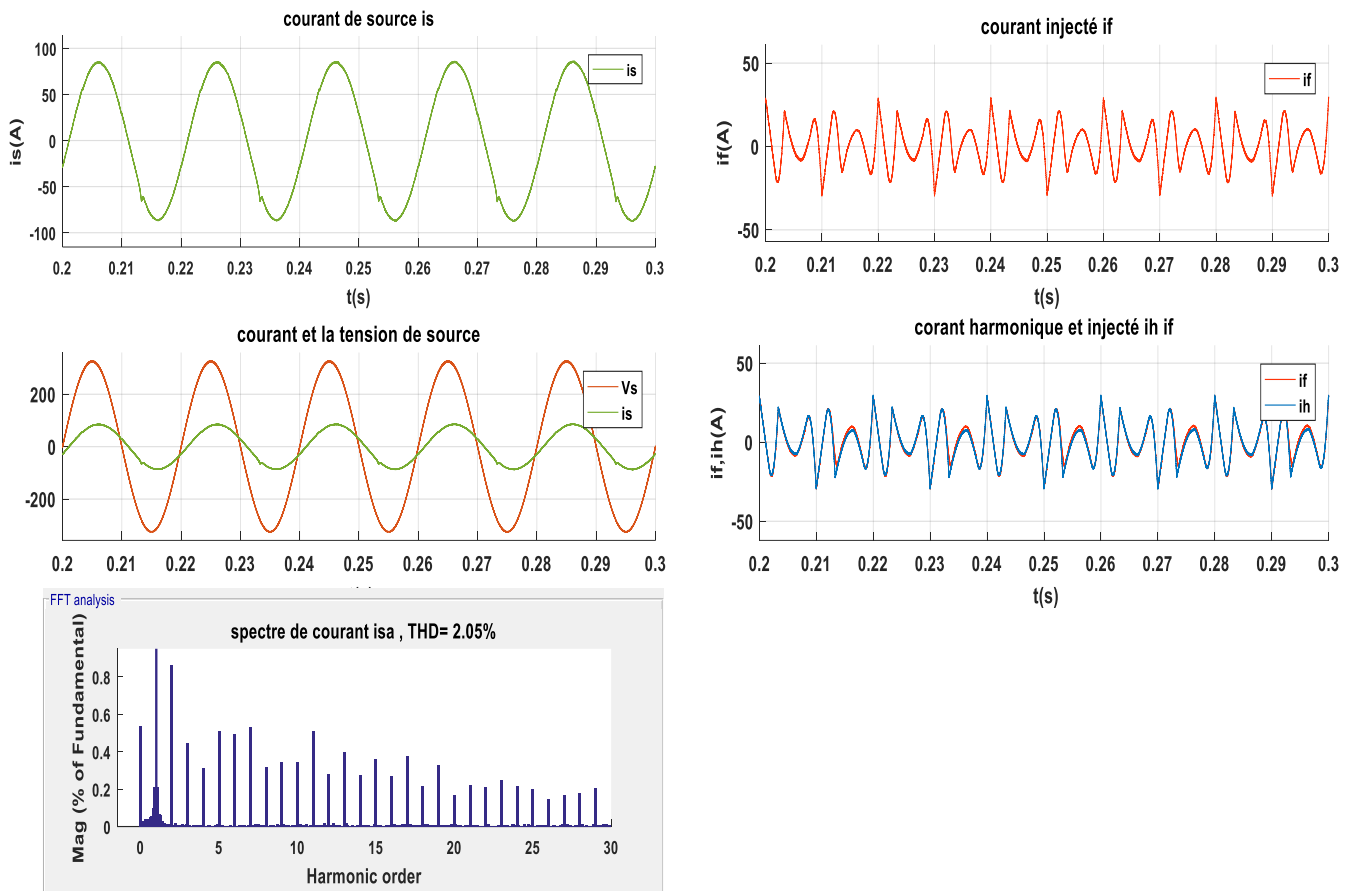 courant de source is
100
50
0
-50
-100
is(A)
is
0.2 0.21 0.22 0.23 0.24 0.25 0.26 0.27 0.28 0.29 0.3
t(s)
courant injecté if
50
0
-50
if(A)
if
0.2 0.21 0.22 0.23 0.24 0.25 0.26 0.27 0.28 0.29 0.3
t(s)
courant et la tension de source
200
0
-200
Vs
is
0.2 0.21 0.22 0.23 0.24 0.25 0.26 0.27 0.28 0.29 0.3
corant harmonique et injecté ih if
50
0
-50
if,ih(A)
if
ih
0.2 0.21 0.22 0.23 0.24 0.25 0.26 0.27 0.28 0.29 0.3
t(s)
FFT analysis
spectre de courant isa , THD= 2.05%
0.8
0.6
0.4
0.2
0
Mag (% of Fundamental)
0 5 10 15 20 25 30
Harmonic order